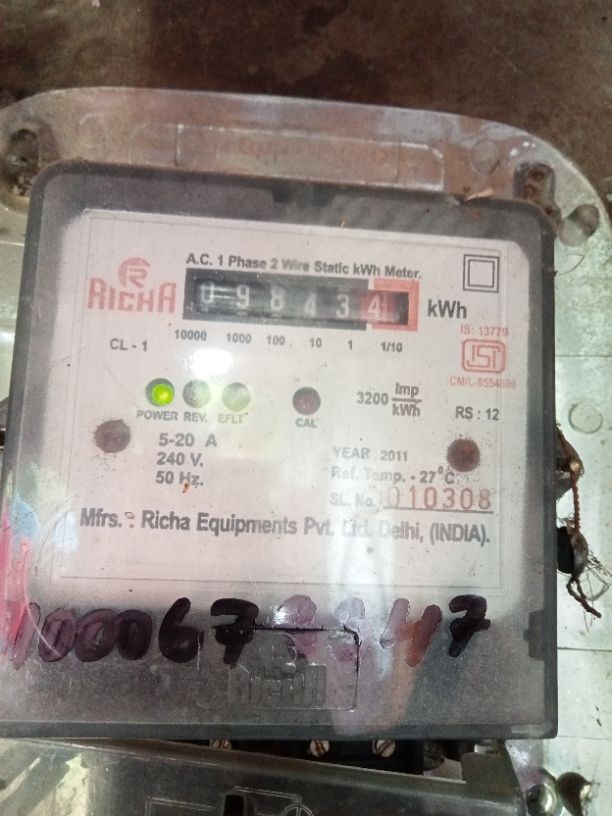 A.C. 1 Phase 2 Wire Static kWh Meter.
RICHA
098434 kWh
IS: 13779
10000 1000 100 10 1 1/10
CL - 1
ISI
3200 Imp/kWh
RS : 12
POWER REV. EFLT
CAL
5-20 A
240 V.
50 Hz.
YEAR 2011
Ref. Temp. - 27°C
SL. No. 010308
Mfrs. : Richa Equipments Pvt. Ltd. Delhi, (INDIA).
RICHA